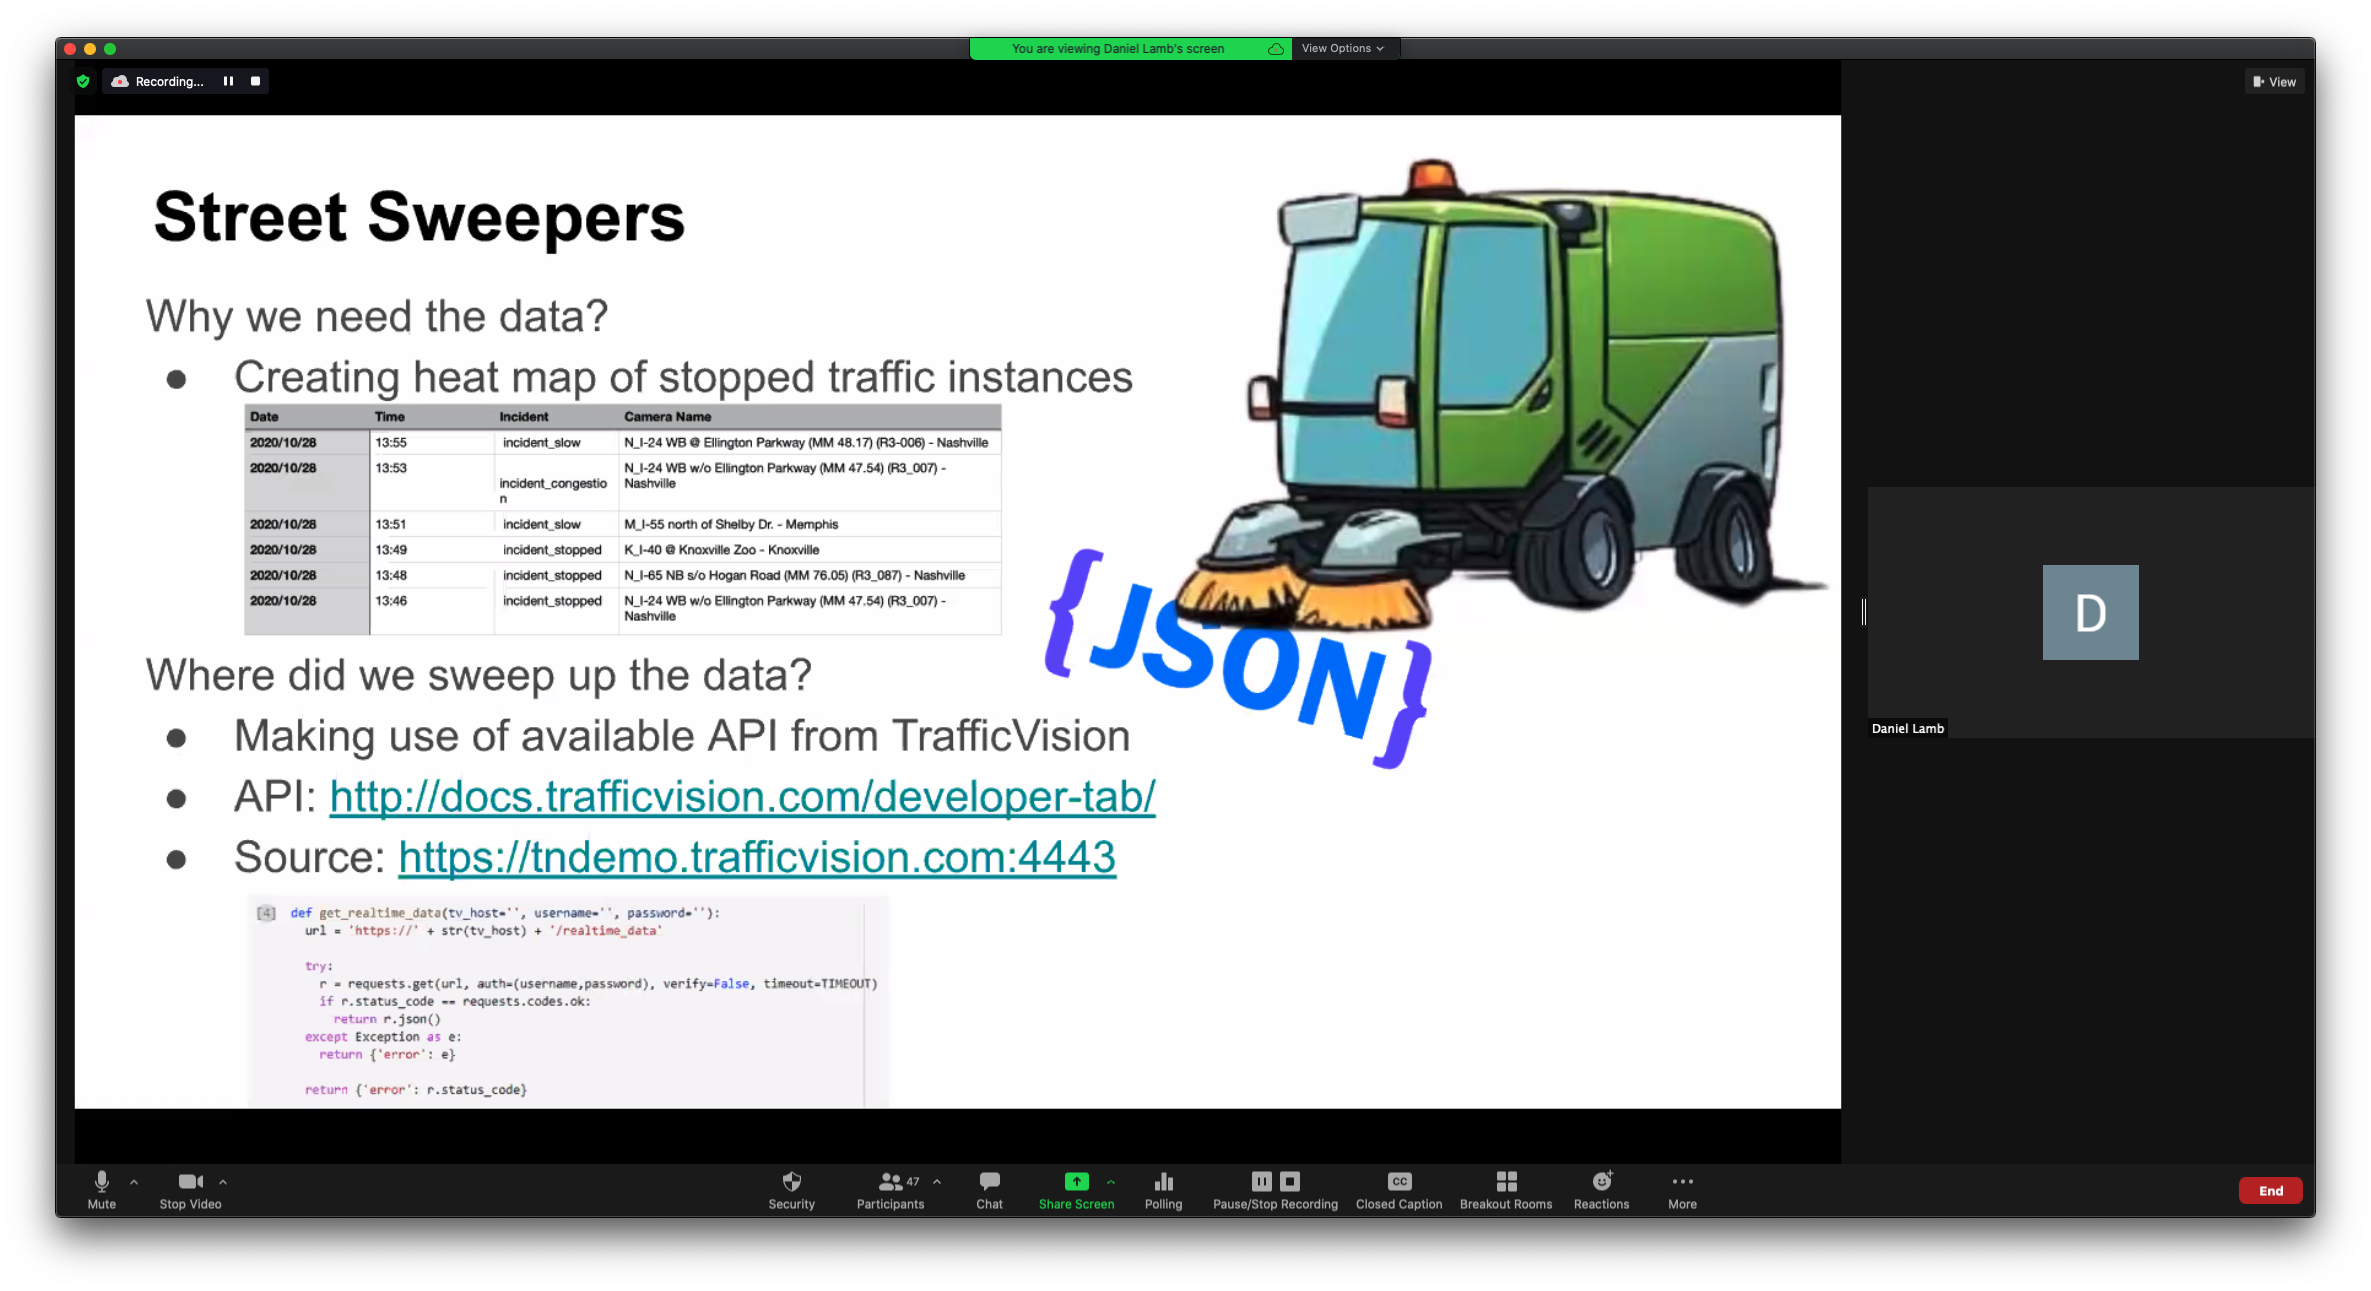 You are viewing Daniel Lamb's screen
View Options
Recording...
View
Street Sweepers
Why we need the data?
● Creating heat map of stopped traffic instances
Date Time Incident Camera Name
2020/10/28 13:55 incident_slow N_I-24 WB @ Ellington Parkway (MM 48.17) (R3-006) - Nashville
2020/10/28 13:53 N_I-24 WB w/o Ellington Parkway (MM 47.54) (R3_007) -
incident_congestio Nashville
n
2020/10/28 13:51 incident_slow M_I-55 north of Shelby Dr. - Memphis
2020/10/28 13:49 incident_stopped K_I-40 @ Knoxville Zoo - Knoxville
2020/10/28 13:48 incident_stopped N_I-65 NB s/o Hogan Road (MM 76.05) (R3_087) - Nashville
2020/10/28 13:46 incident_stopped N_I-24 WB w/o Ellington Parkway (MM 47.54) (R3_007) -
Nashville
{JSON}
Where did we sweep up the data?
● Making use of available API from TrafficVision
● API: http://docs.trafficvision.com/developer-tab/
● Source: https://tndemo.trafficvision.com:4443
[4] def get_realtime_data(tv_host='', username='', password=''):
url = 'https://' + str(tv_host) + '/realtime_data'
try:
r = requests.get(url, auth=(username,password), verify=False, timeout=TIMEOUT)
if r.status_code == requests.codes.ok:
return r.json()
except Exception as e:
return {'error': e}
return {'error': r.status_code}
D
Daniel Lamb
Mute
Stop Video
Security
47
Participants
Chat
Share Screen
Polling
Pause/Stop Recording
CC
Closed Caption
Breakout Rooms
Reactions
More
End